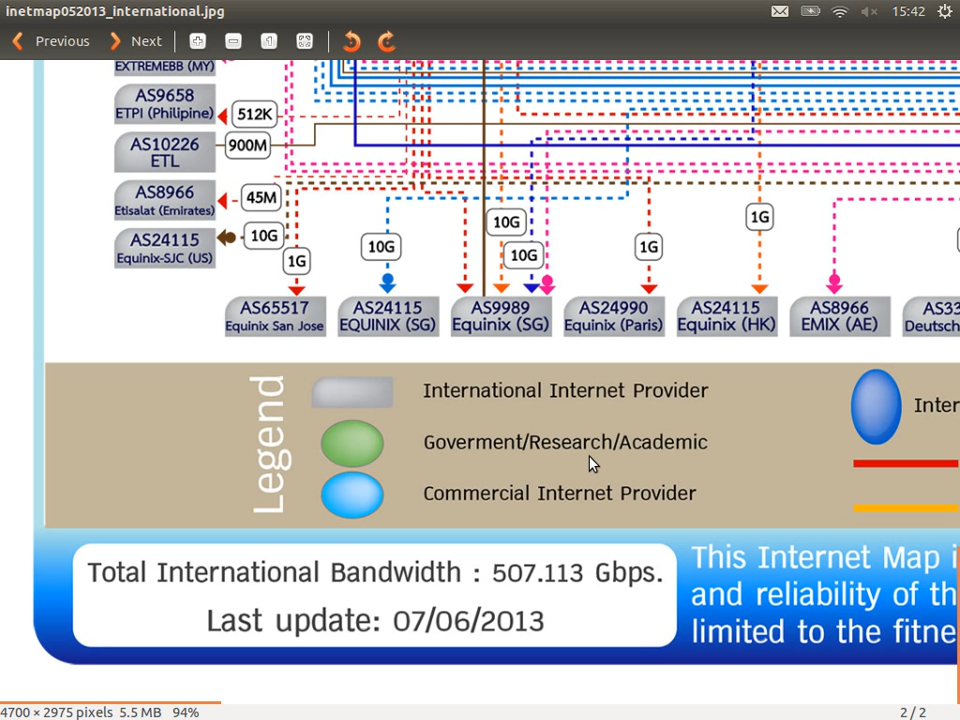 inetmap052013_international.jpg
15:42
Previous
Next
EXTREMEBB (MY)
AS9658
ETPI (Philipine)
512K
AS10226
ETL
900M
AS8966
Etisalat (Emirates)
45M
AS24115
Equinix-SJC (US)
10G
1G
10G
10G
10G
1G
1G
AS65517
Equinix San Jose
AS24115
EQUINIX (SG)
AS9989
Equinix (SG)
AS24990
Equinix (Paris)
AS24115
Equinix (HK)
AS8966
EMIX (AE)
AS33
Deutsch
Legend
International Internet Provider
Goverment/Research/Academic
Commercial Internet Provider
Inter
Total International Bandwidth : 507.113 Gbps.
Last update: 07/06/2013
This Internet Map i
and reliability of th
limited to the fitne
4700 × 2975 pixels 5.5 MB 94%
2 / 2